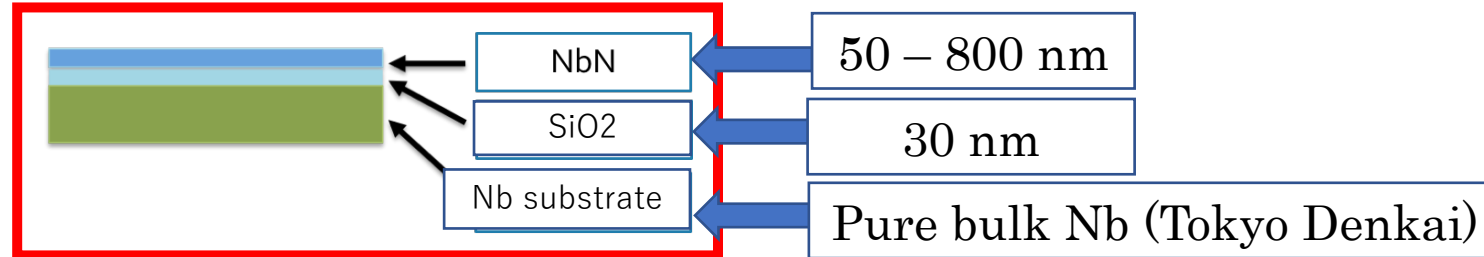 NbN
50 – 800 nm
SiO2
30 nm
Nb substrate
Pure bulk Nb (Tokyo Denkai)